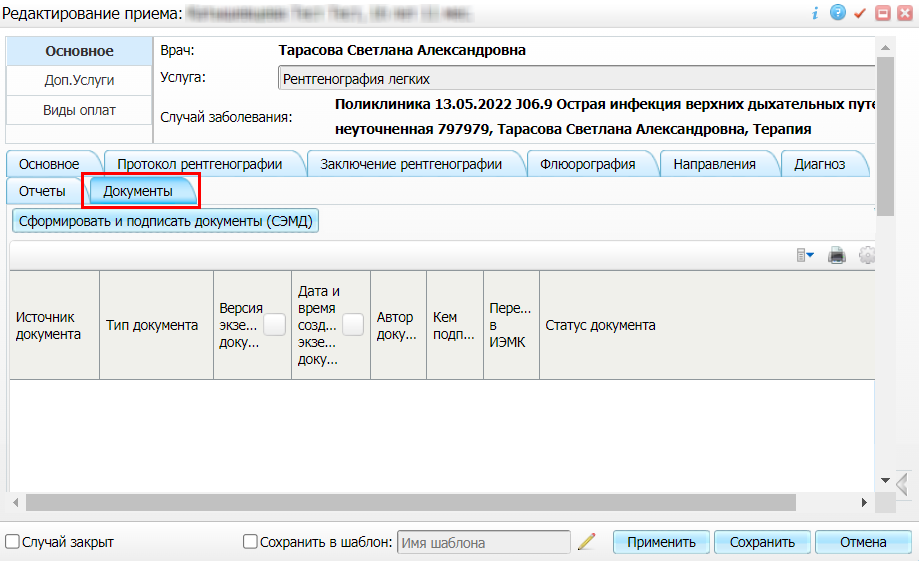 Редактирование приема:
Основное
Доп.Услуги
Виды оплат
Врач: Тарасова Светлана Александровна
Услуга: Рентгенография легких
Случай заболевания: Поликлиника 13.05.2022 J06.9 Острая инфекция верхних дыхательных путе
неуточненная 797979, Тарасова Светлана Александровна, Терапия
Основное Протокол рентгенографии Заключение рентгенографии Флюорография Направления Диагноз
Отчеты Документы
Сформировать и подписать документы (СЭМД)
Источник
документа
Тип документа
Версия
экзе...
доку...
Дата и
время
созд...
экзе...
доку...
Автор
доку...
Кем
подп...
Пере...
в
ИЭМК
Статус документа
Случай закрыт Сохранить в шаблон: Имя шаблона Применить Сохранить Отмена